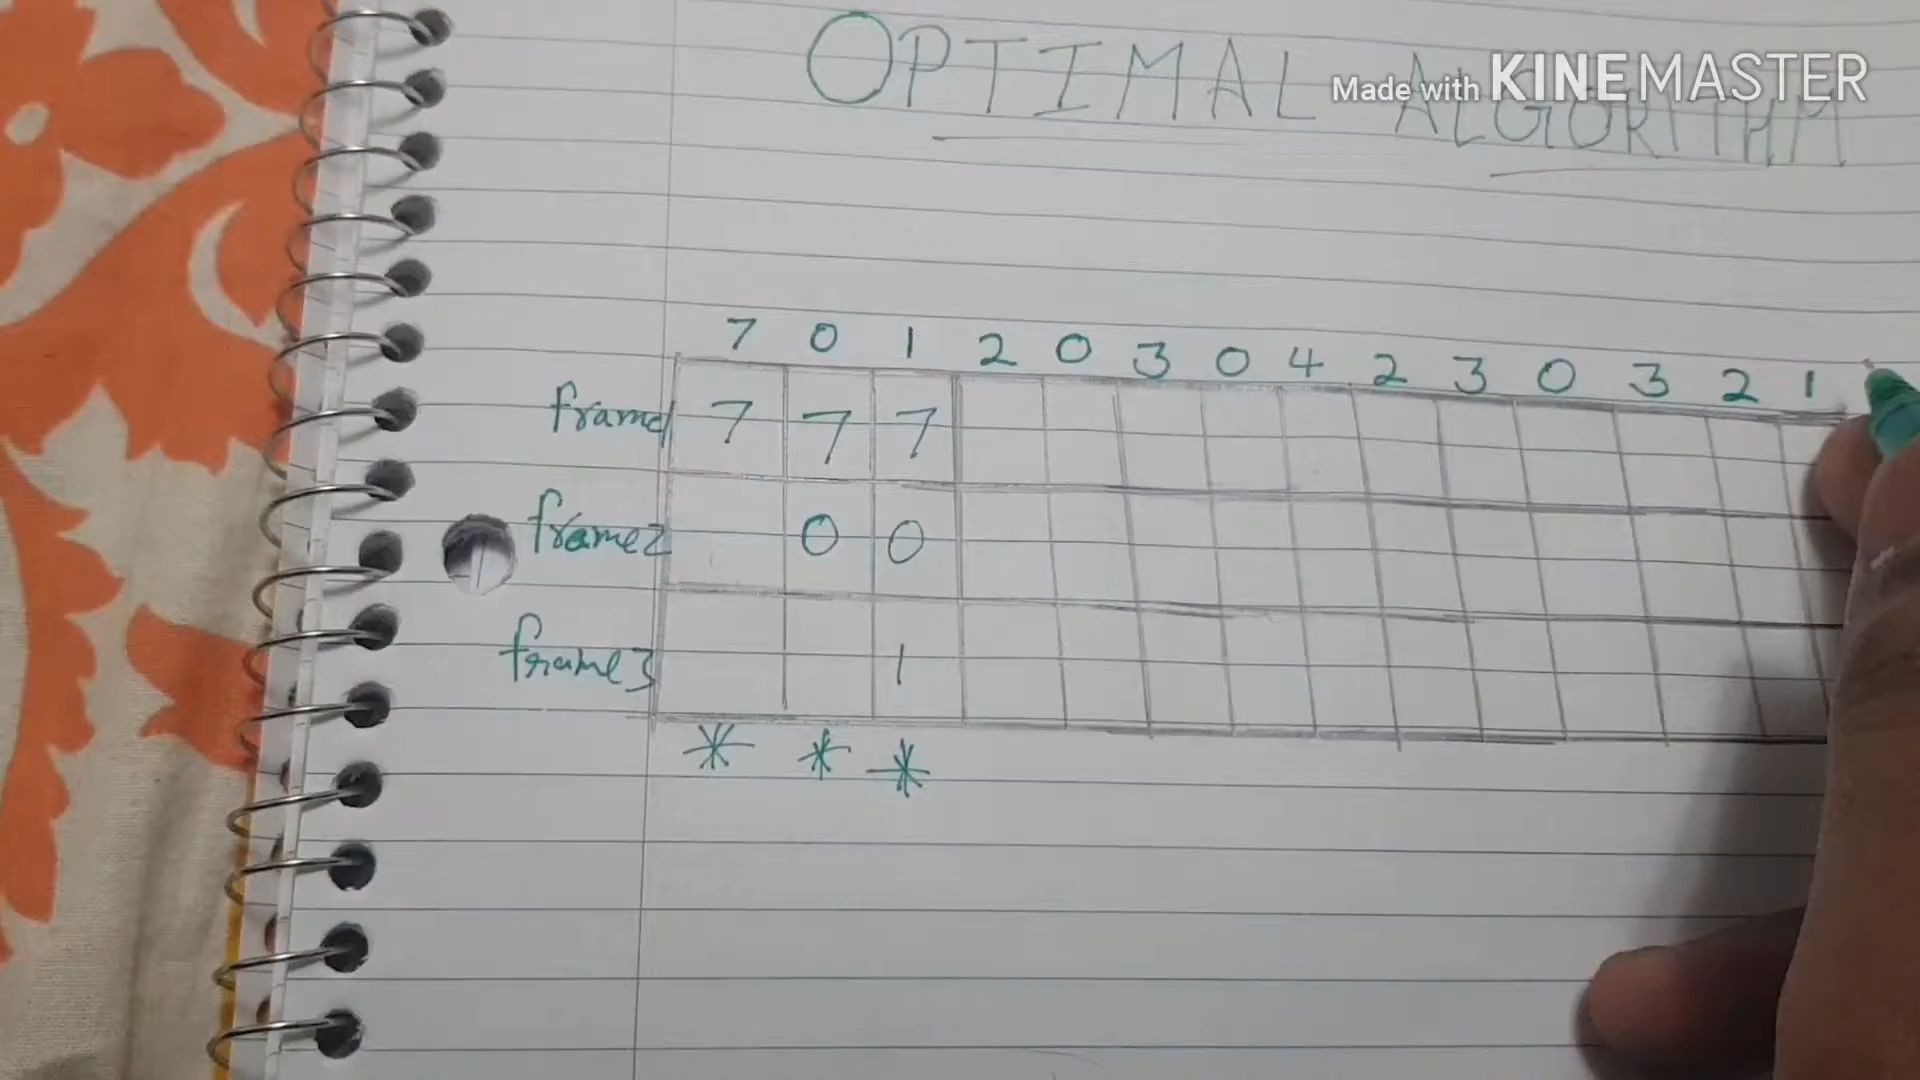 OPTIMAL ALGORITHM
Made with KINEMASTER
7 0 1 2 0 3 0 4 2 3 0 3 2 1
frame1 7 7 7
frame2 0 0
frame3 1
* * *